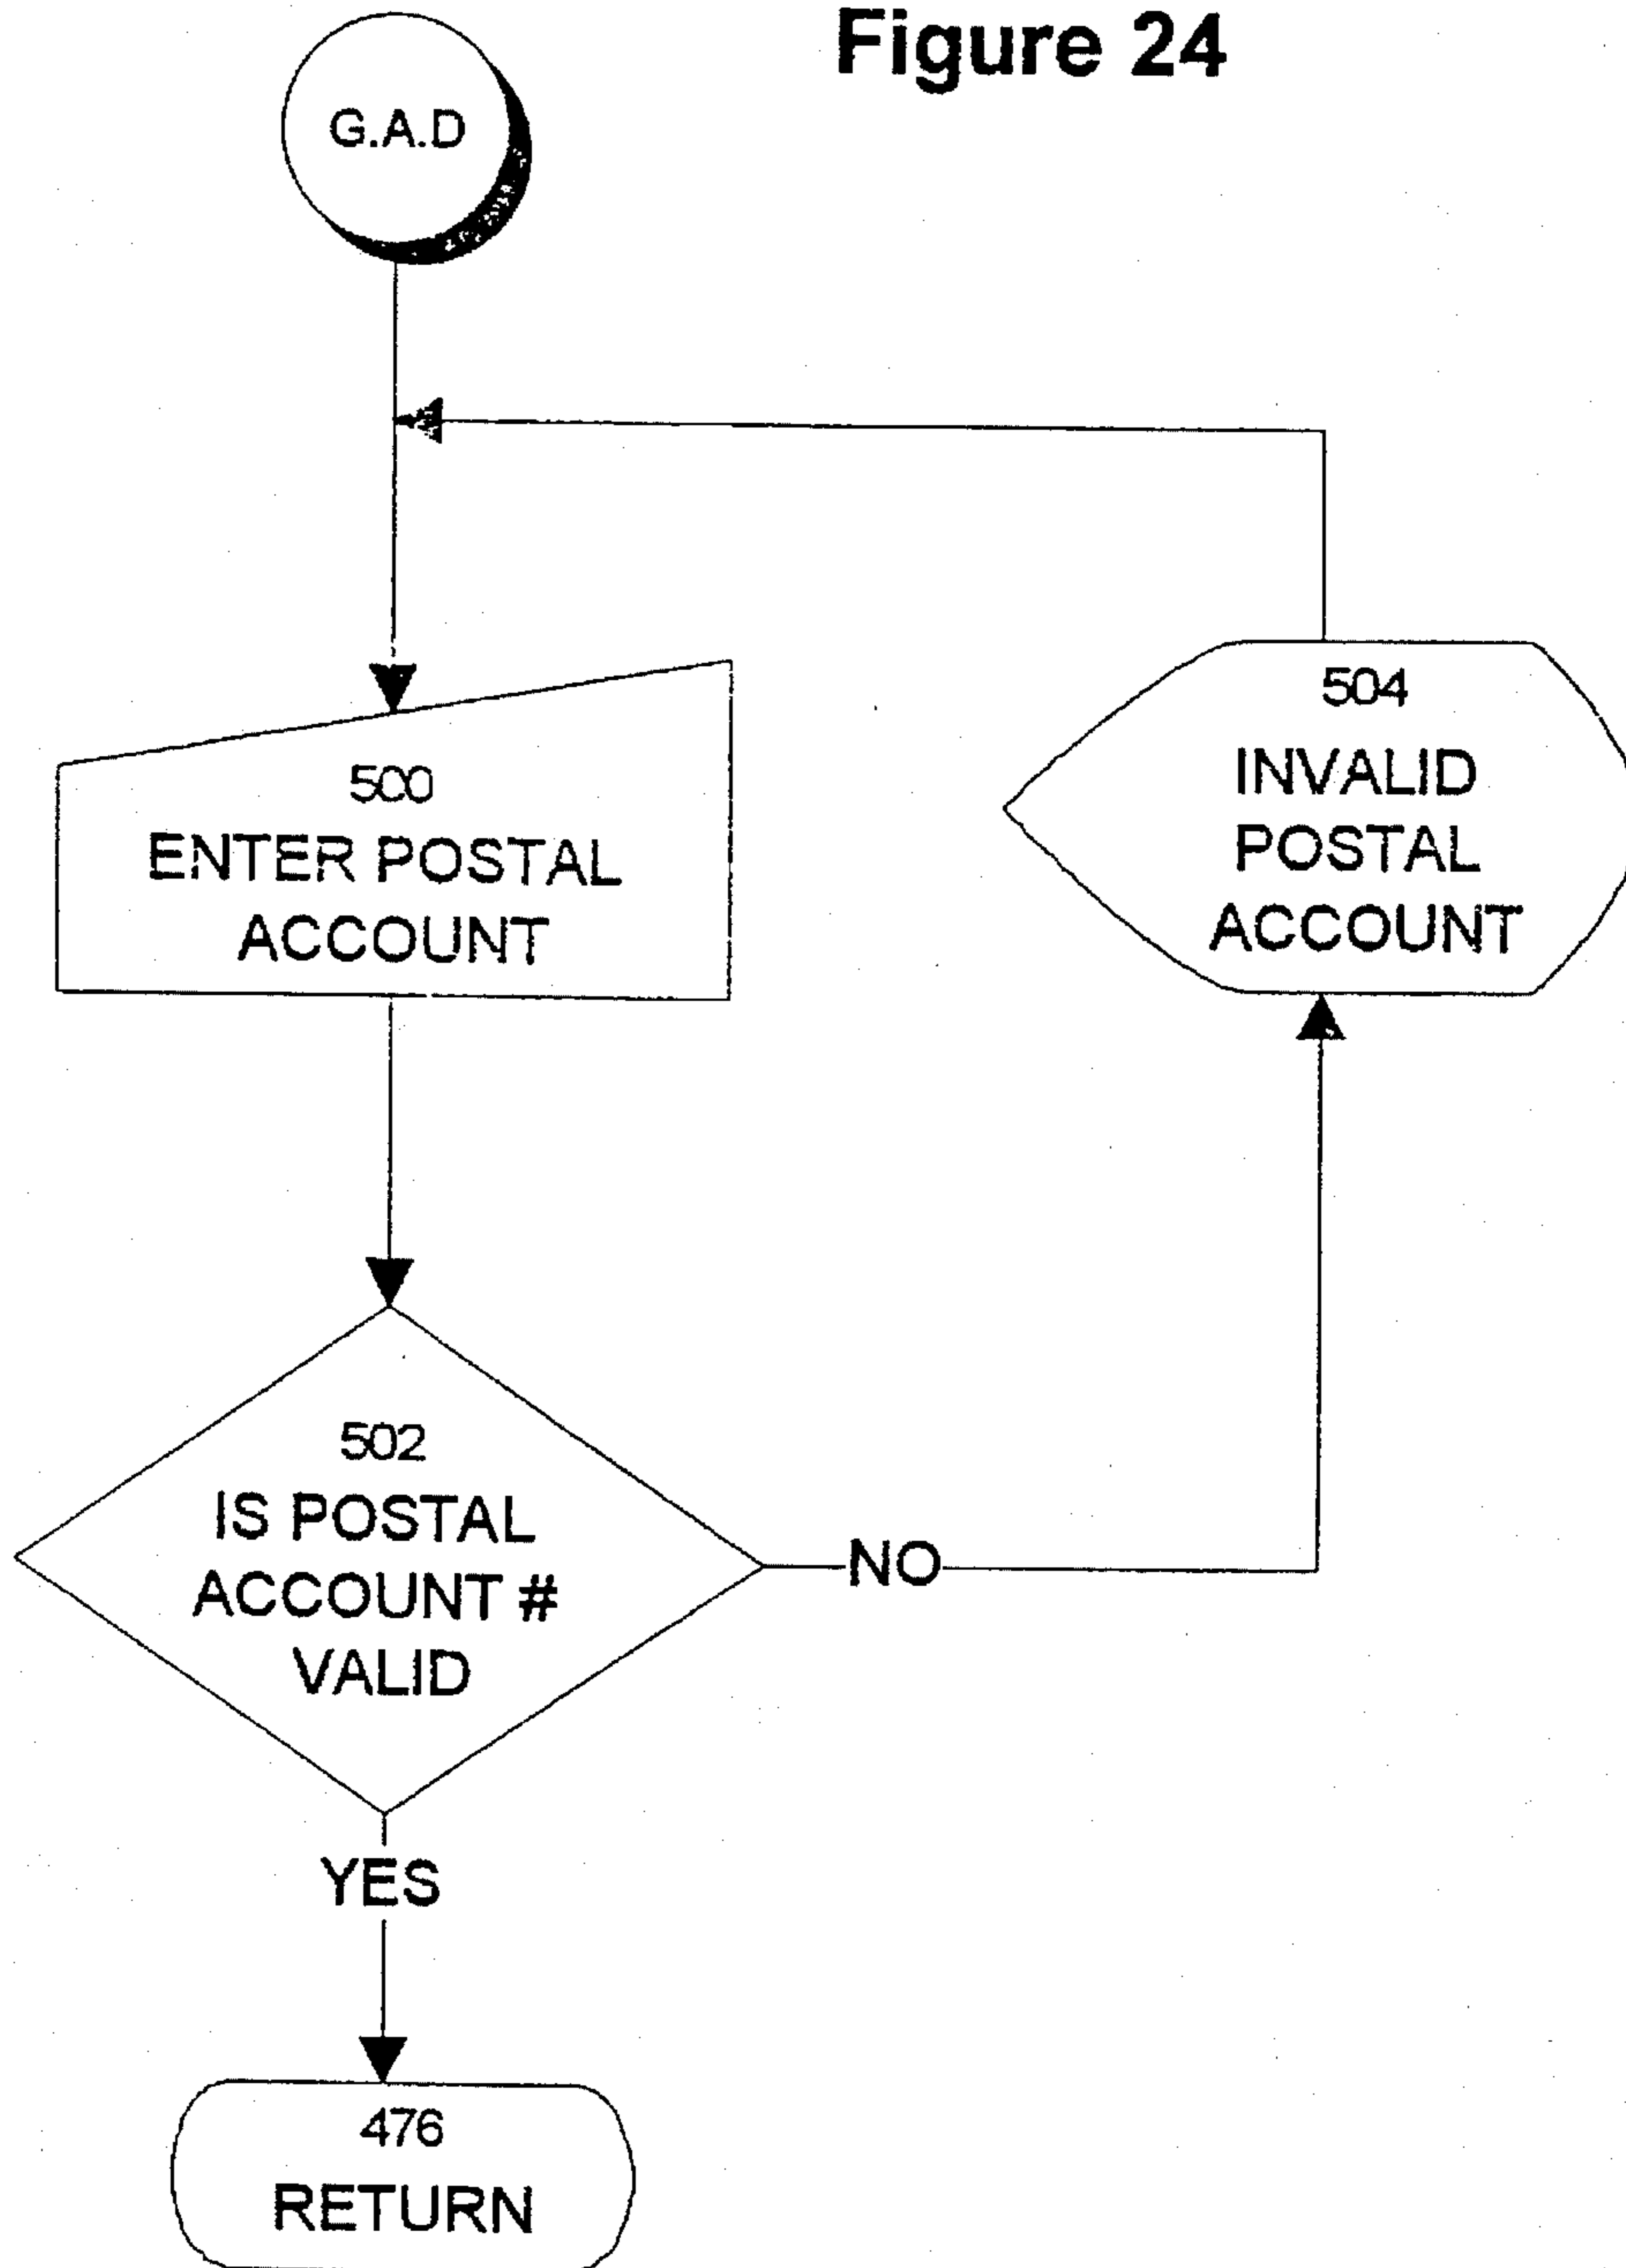 Figure 24
G.A.D
500
ENTER POSTAL
ACCOUNT
504
INVALID
POSTAL
ACCOUNT
502
IS POSTAL
ACCOUNT #
VALID
NO
YES
476
RETURN